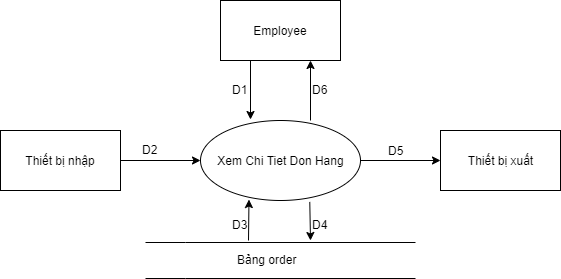 Employee
D1
D6
Thiết bị nhập
D2
Xem Chi Tiet Don Hang
D5
Thiết bị xuất
D3
D4
Bảng order